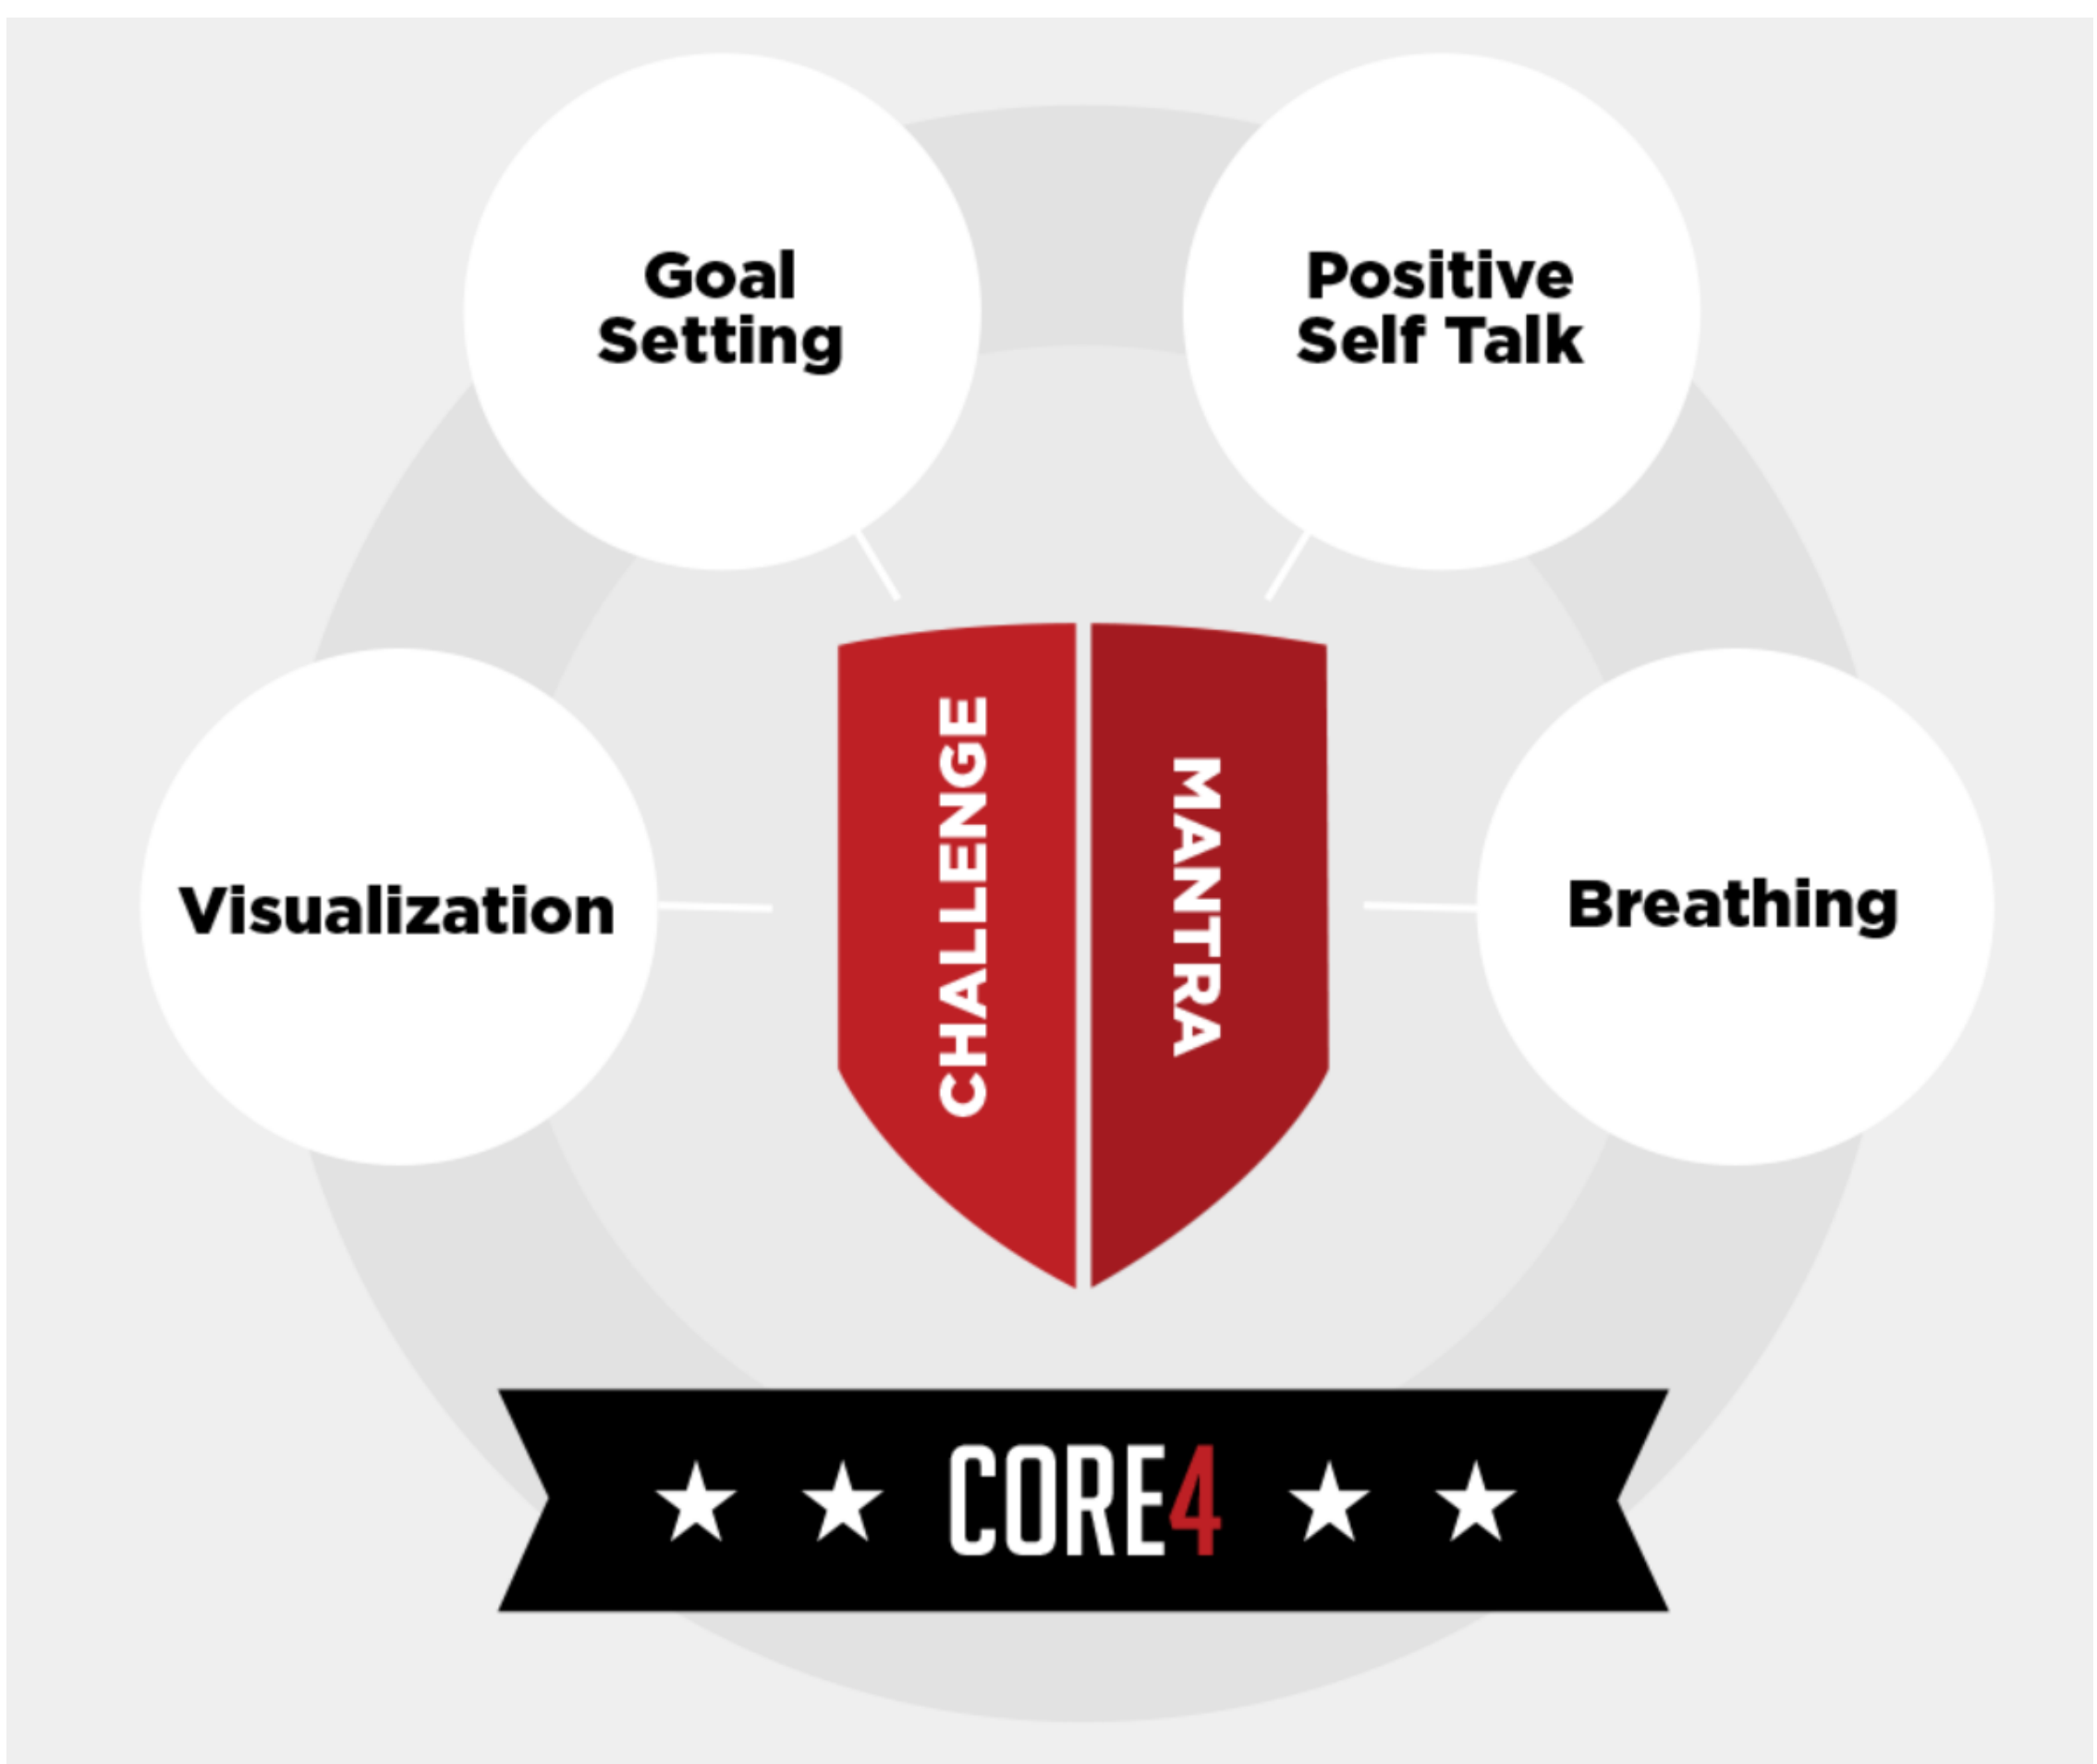 Goal
Setting
Positive
Self Talk
Visualization
CHALLENGE
MANTRA
Breathing
CORE4